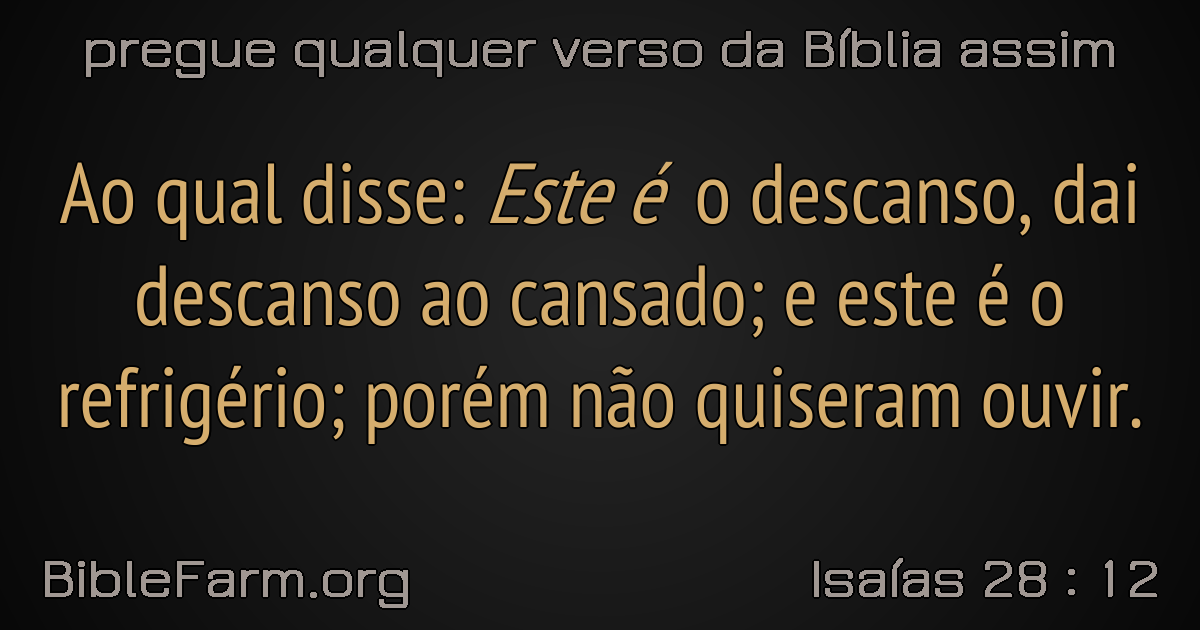 pregue qualquer verso da Bíblia assim
Ao qual disse: Este é o descanso, dai
descanso ao cansado; e este é o
refrigério; porém não quiseram ouvir.
BibleFarm.org
Isaías 28 : 12